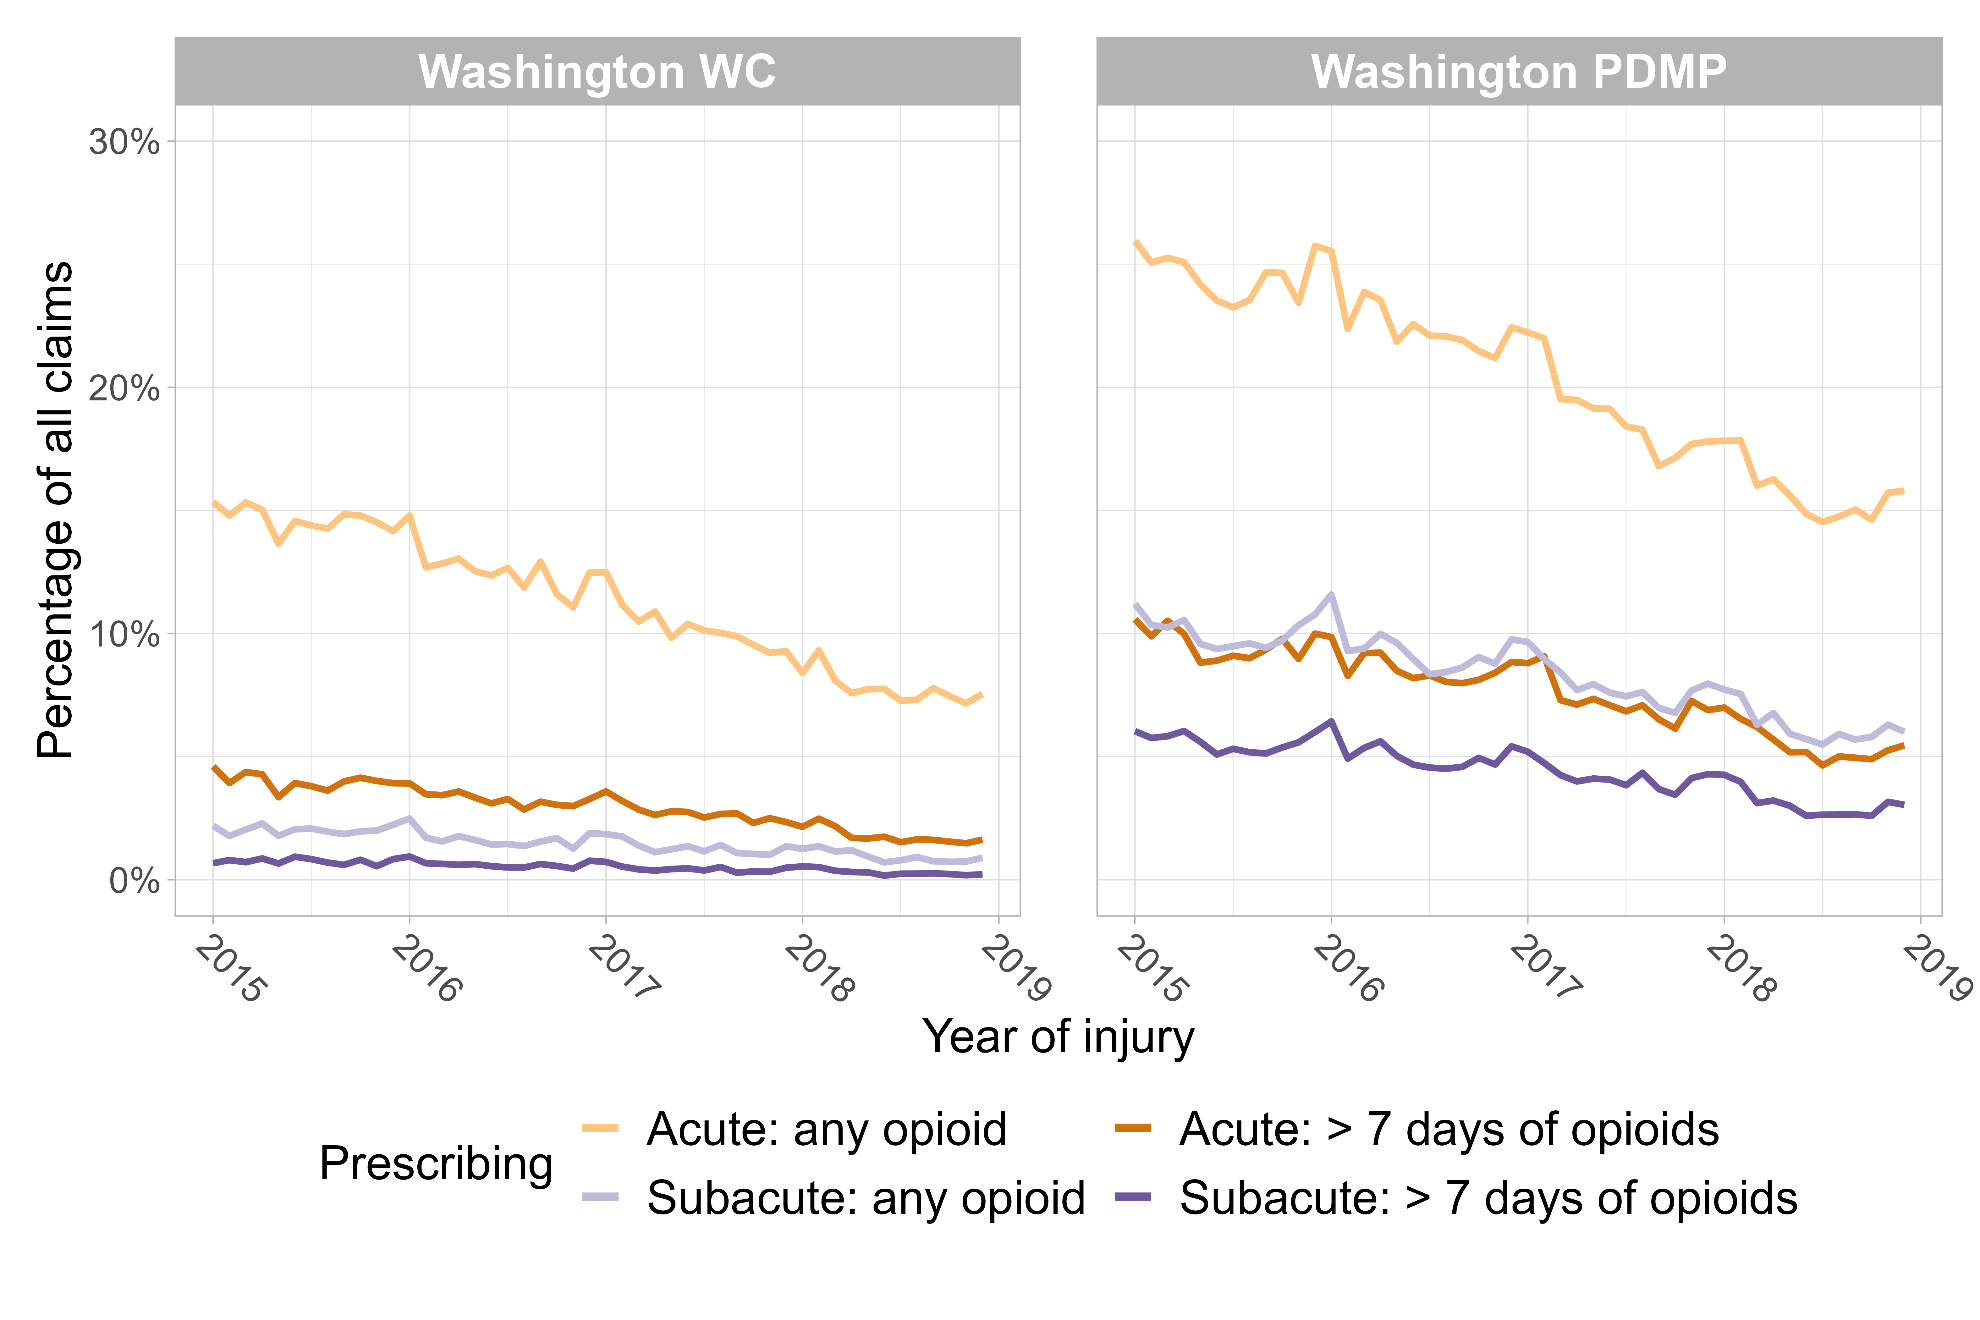 Washington WC
Washington PDMP
Percentage of all claims
30%
20%
10%
0%
2015
2016
2017
2018
2019
2015
2016
2017
2018
2019
Year of injury
Prescribing
Acute: any opioid
Acute: > 7 days of opioids
Subacute: any opioid
Subacute: > 7 days of opioids